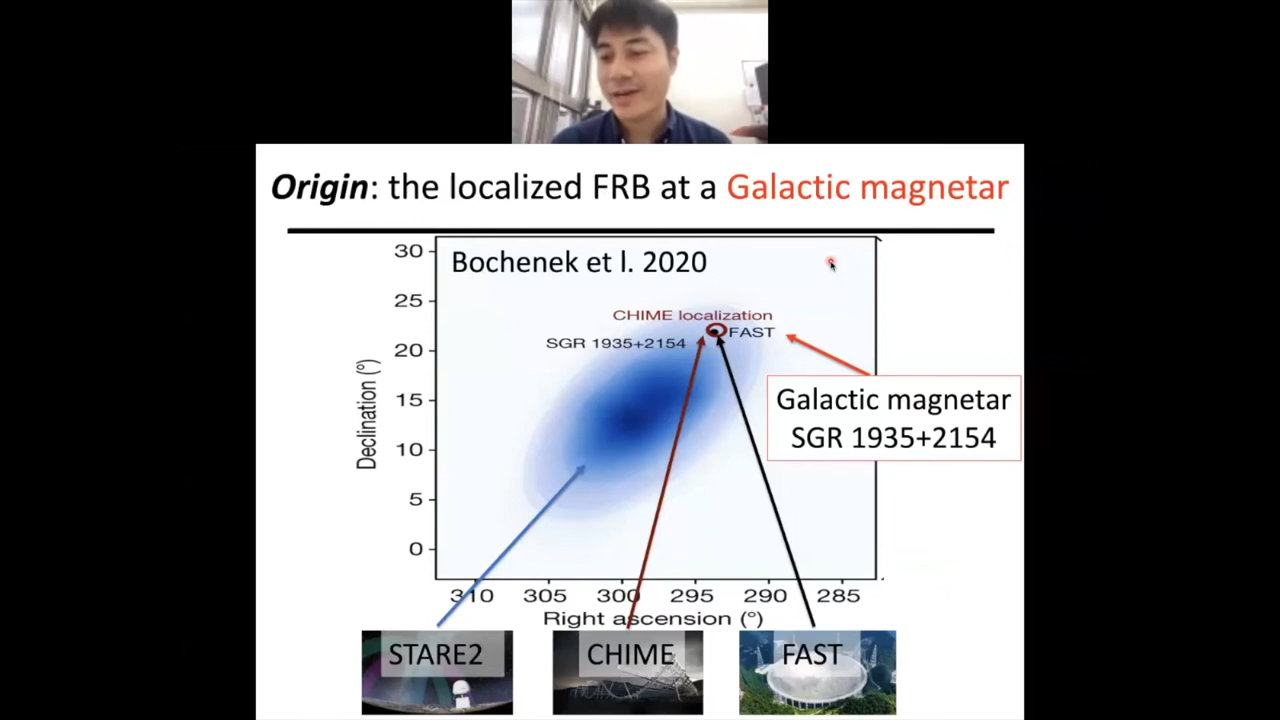 Origin: the localized FRB at a Galactic magnetar
Bochenek et l. 2020
30
25
20
15
10
5
0
Declination (°)
CHIME localization
FAST
SGR 1935+2154
Galactic magnetar
SGR 1935+2154
310 305 300 295 290 285
Right ascension (°)
STARE2 CHIME FAST